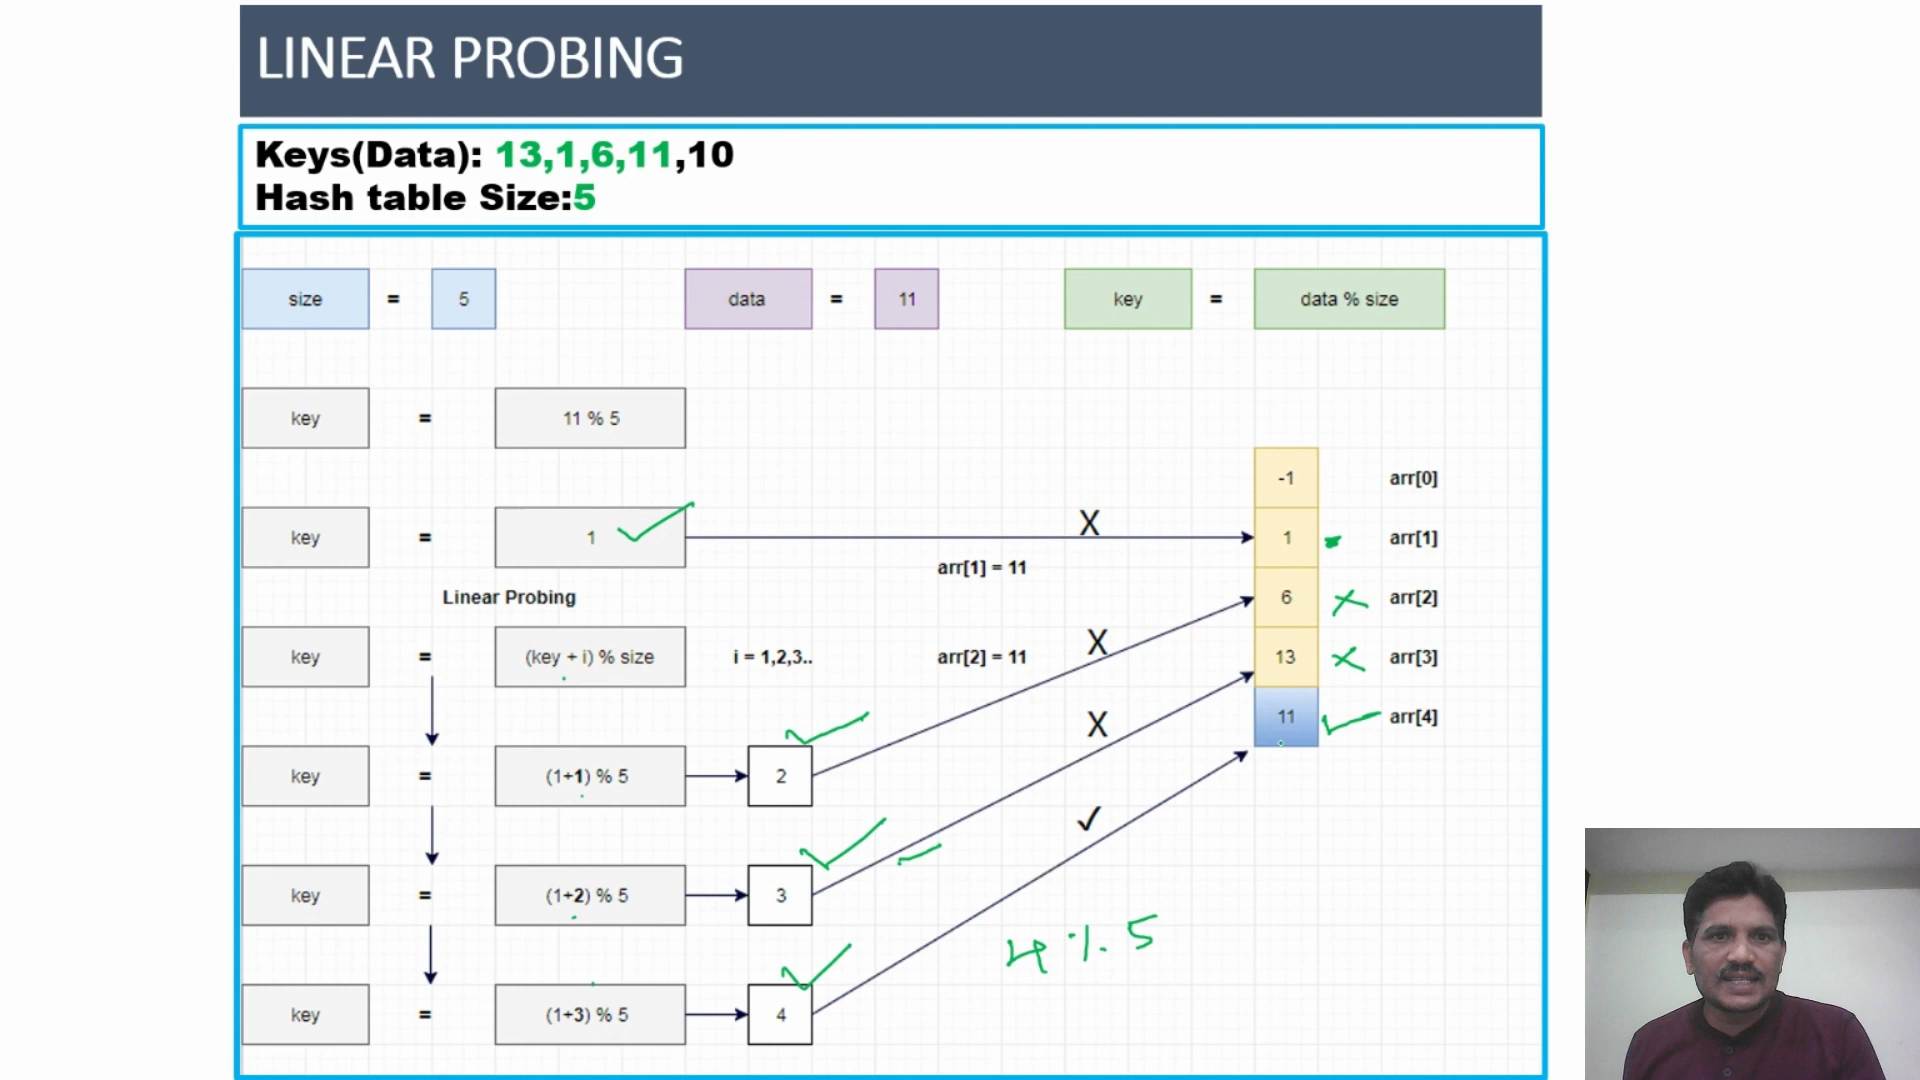 LINEAR PROBING
Keys(Data): 13,1,6,11,10
Hash table Size:5
size = 5 data = 11 key = data % size
key = 11 % 5
-1 arr[0]
key = 1 X 1 arr[1]
arr[1] = 11
Linear Probing 6 arr[2]
key = (key + i) % size i = 1,2,3.. arr[2] = 11 X 13 arr[3]
X 11 arr[4]
key = (1+1) % 5 2
key = (1+2) % 5 3
4 % 5
key = (1+3) % 5 4